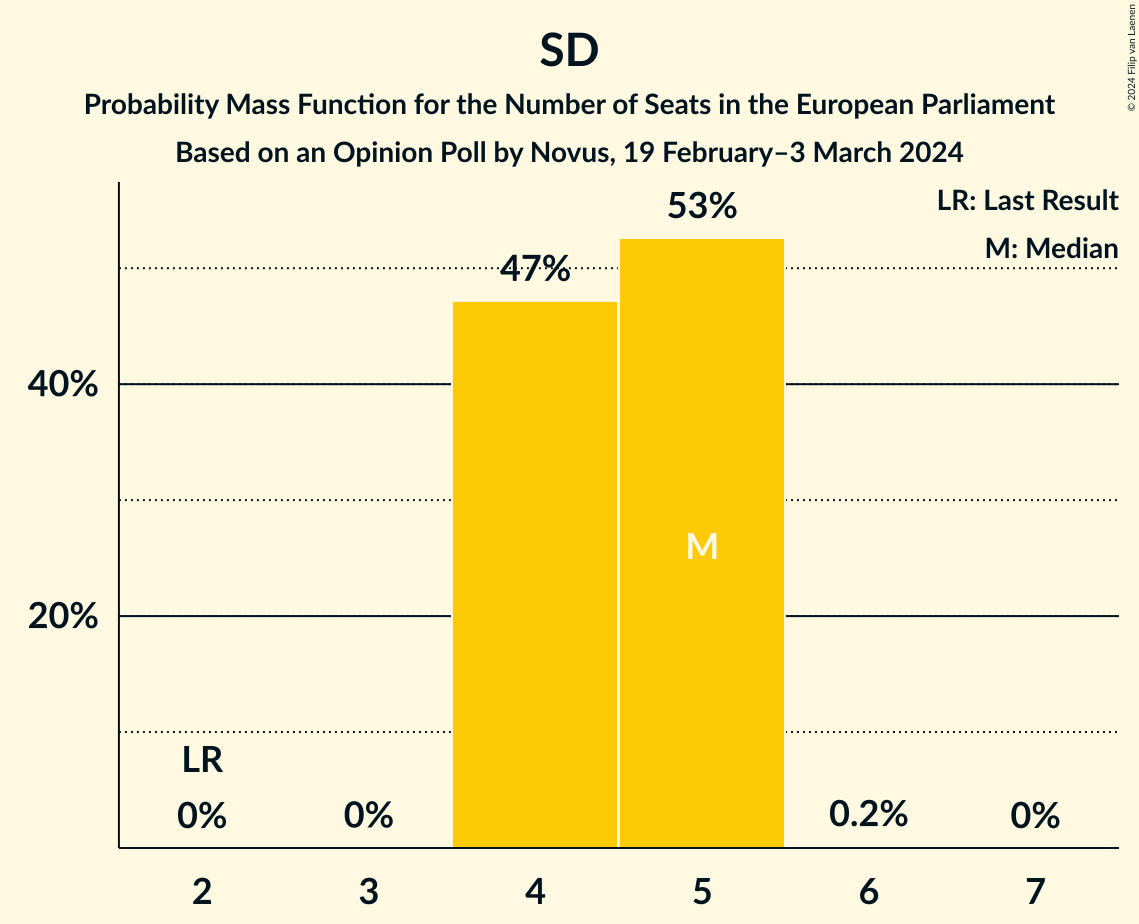 SD
Probability Mass Function for the Number of Seats in the European Parliament
Based on an Opinion Poll by Novus, 19 February–3 March 2024
© 2024 Filip van Laenen
LR: Last Result
M: Median
53%
47%
40%
M
20%
LR
0%
0%
0.2%
0%
2
3
4
5
6
7